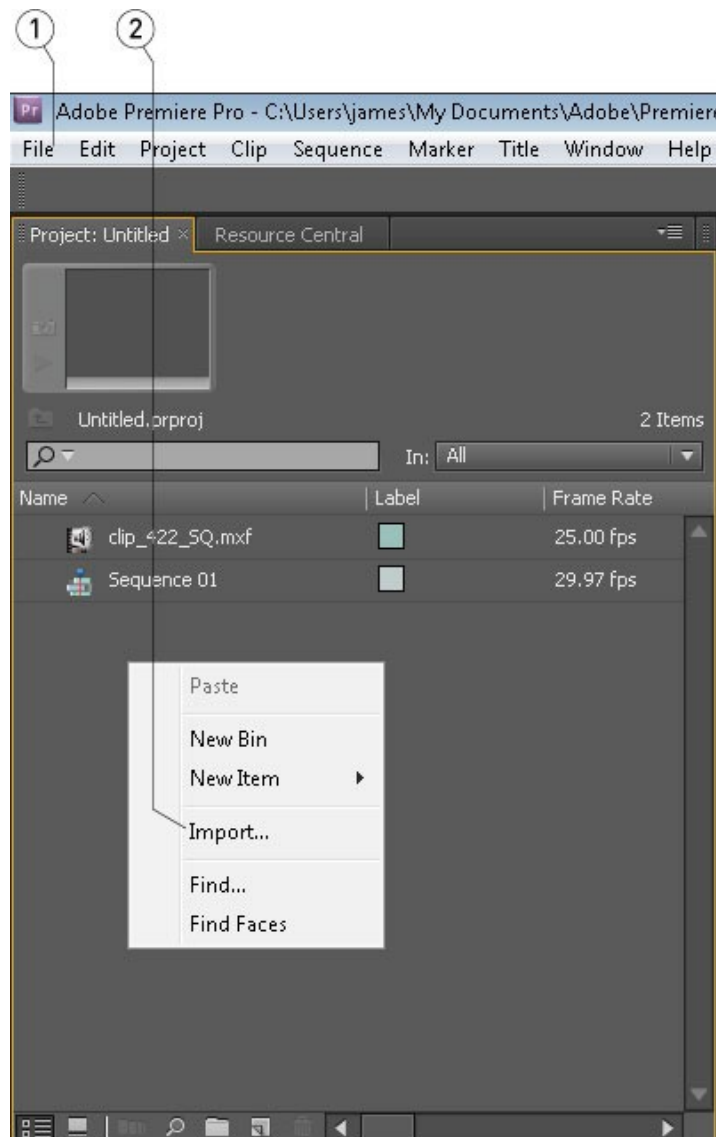 1 2
Pr Adobe Premiere Pro - C:\Users\james\My Documents\Adobe\Premiere
File Edit Project Clip Sequence Marker Title Window Help
Project: Untitled × Resource Central
Untitled.prproj 2 Items
In: All
Name Label Frame Rate
clip_422_SQ.mxf 25.00 fps
Sequence 01 29.97 fps
Paste
New Bin
New Item
Import...
Find...
Find Faces